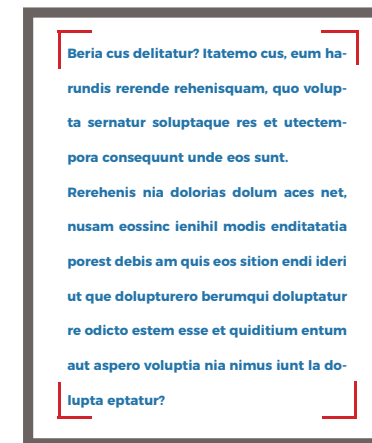 Beria cus delitatur? Itatemo cus, eum ha-
rundis rerende rehenisquam, quo volup-
ta sernatur soluptaque res et utectem-
pora consequunt unde eos sunt.
Rerehenis nia dolorias dolum aces net,
nusam eossinc ienihil modis enditatatia
porest debis am quis eos sition endi ideri
ut que dolupturero berumqui doluptatur
re odicto estem esse et quiditium entum
aut aspero voluptia nia nimus iunt la do-
lupta eptatur?